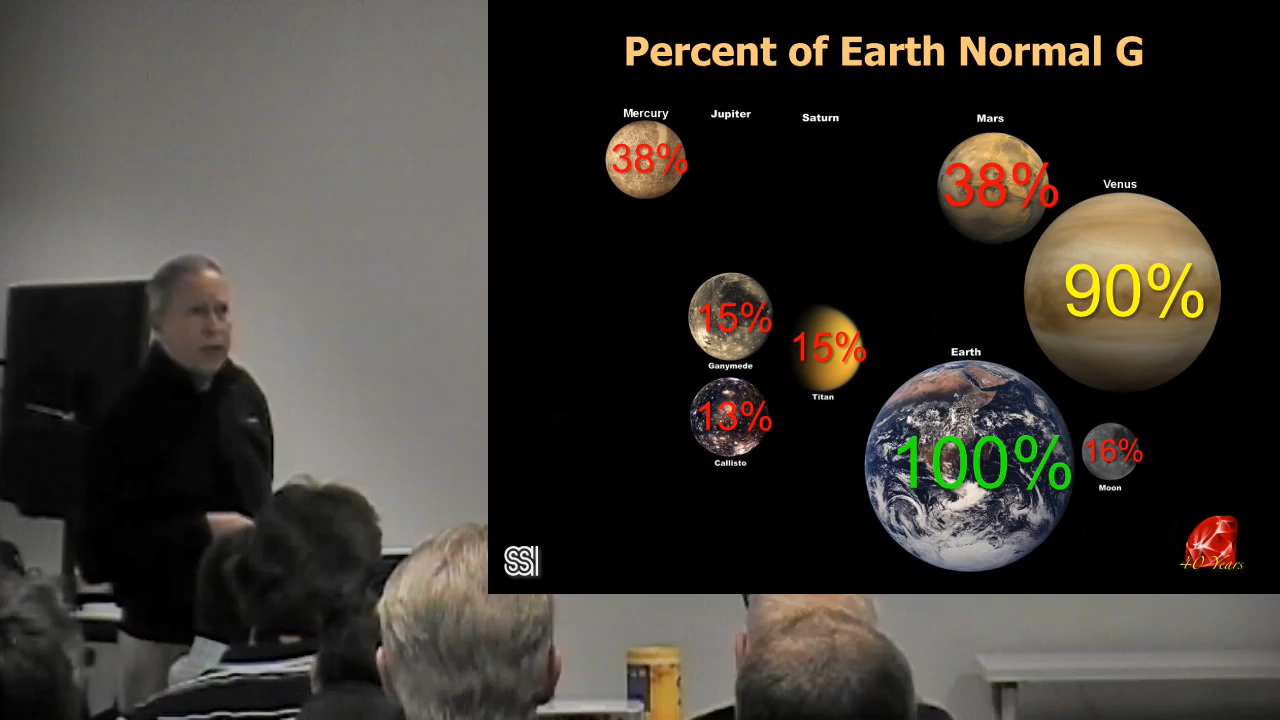 Percent of Earth Normal G
Mercury
38%
Jupiter
Saturn
Mars
38%
Venus
90%
15%
Ganymede
15%
Titan
13%
Callisto
Earth
100%
16%
Moon
SSI
40 Years